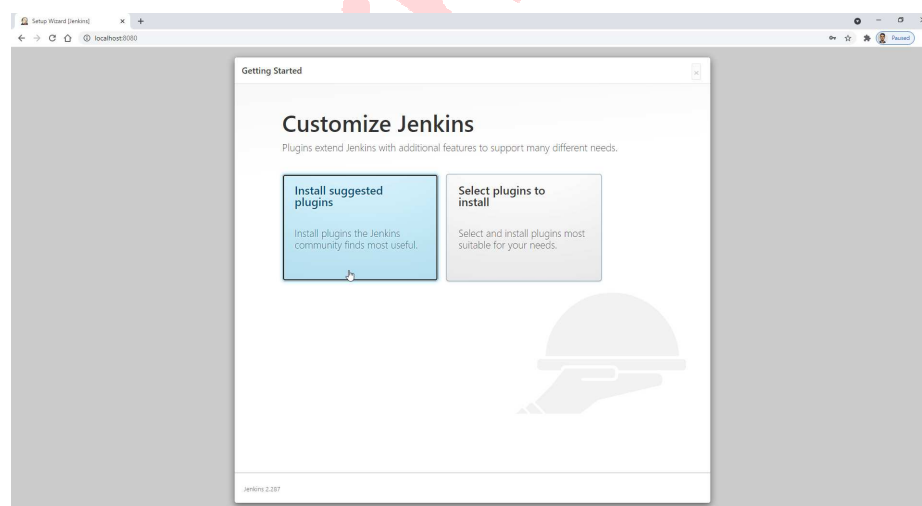 Setup Wizard [Jenkins]
localhost:8080
Paused
Getting Started
Customize Jenkins
Plugins extend Jenkins with additional features to support many different needs.
Install suggested
plugins
Install plugins the Jenkins
community finds most useful.
Select plugins to
install
Select and install plugins most
suitable for your needs.
Jenkins 2.287